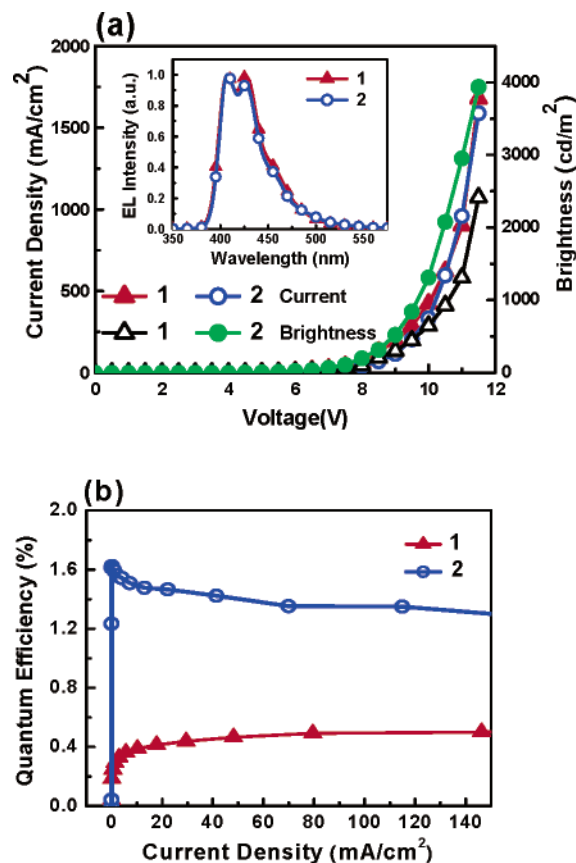 (a)
2000
1500
1000
500
0
Current Density (mA/cm²)
4000
3000
2000
1000
0
Brightness (cd/m²)
1.0
0.8
0.6
0.4
0.2
0.0
EL Intensity (a.u.)
1
2
350 400 450 500 550
Wavelength (nm)
1 2 Current
1 2 Brightness
0 2 4 6 8 10 12
Voltage(V)
(b)
2.0
1.6
1.2
0.8
0.4
0.0
Quantum Efficiency (%)
1
2
0 20 40 60 80 100 120 140
Current Density (mA/cm²)